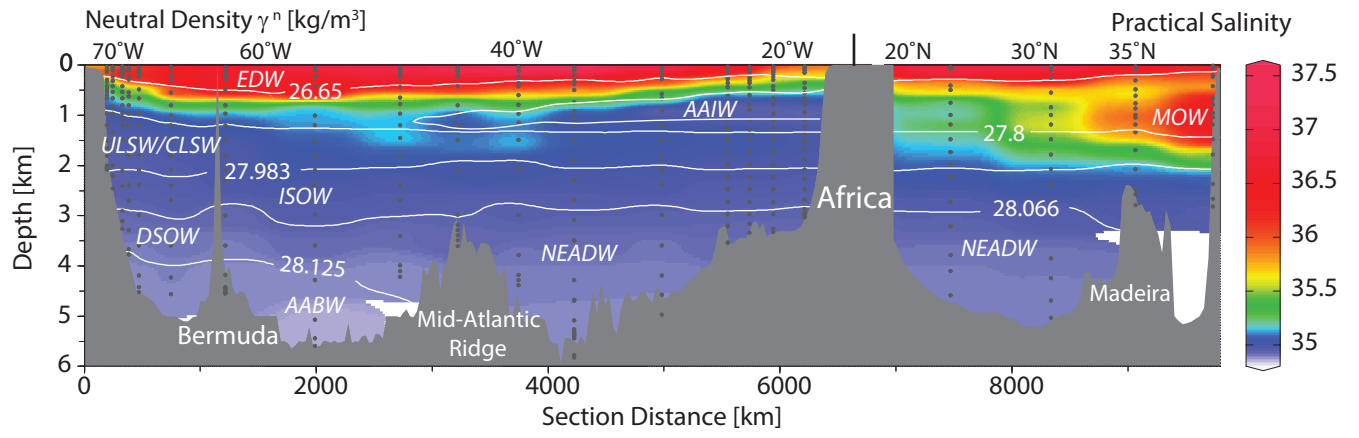 Neutral Density γ n [kg/m³]
Practical Salinity
70°W
60°W
40°W
20°W
20°N
30°N
35°N
0
1
2
3
4
5
6
Depth [km]
EDW
26.65
AAIW
MOW
ULSW/CLSW
27.8
27.983
ISOW
Africa
28.066
DSOW
NEADW
NEADW
28.125
AABW
Madeira
Bermuda
Mid-Atlantic
Ridge
0
2000
4000
6000
8000
Section Distance [km]
37.5
37
36.5
36
35.5
35